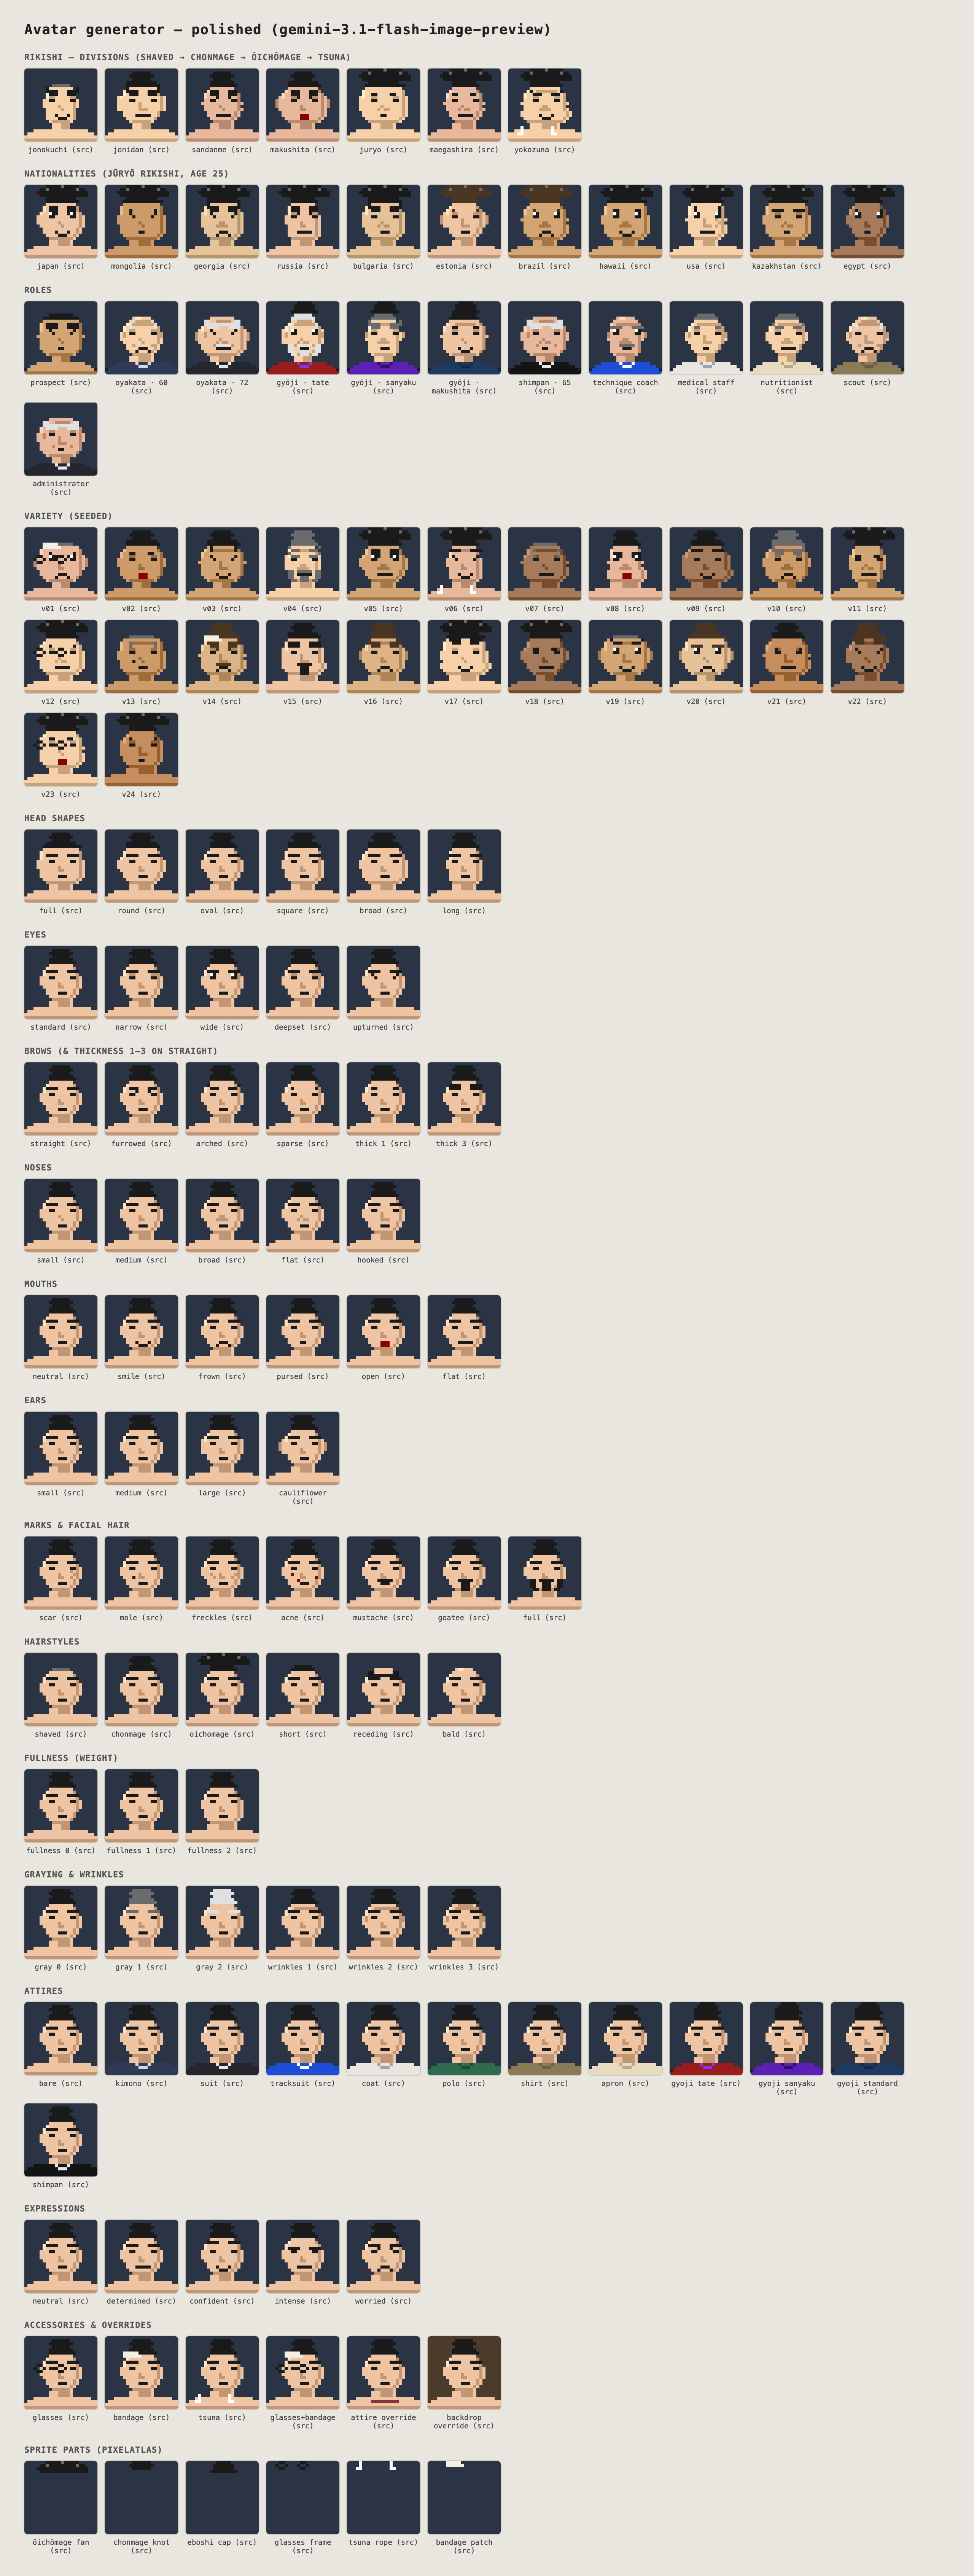 Avatar generator — polished (gemini-3.1-flash-image-preview)
RIKISHI — DIVISIONS (SHAVED → CHONMAGE → ŌICHŌMAGE → TSUNA)
jonokuchi (src) jonidan (src) sandanme (src) makushita (src) juryo (src) maegashira (src) yokozuna (src)
NATIONALITIES (JŪRYŌ RIKISHI, AGE 25)
japan (src) mongolia (src) georgia (src) russia (src) bulgaria (src) estonia (src) brazil (src) hawaii (src) usa (src) kazakhstan (src) egypt (src)
ROLES
prospect (src) oyakata · 60 (src) oyakata · 72 (src) gyōji · tate (src) gyōji · sanyaku (src) gyōji · makushita (src) shimpan · 65 (src) technique coach (src) medical staff (src) nutritionist (src) scout (src)
administrator (src)
VARIETY (SEEDED)
v01 (src) v02 (src) v03 (src) v04 (src) v05 (src) v06 (src) v07 (src) v08 (src) v09 (src) v10 (src) v11 (src)
v12 (src) v13 (src) v14 (src) v15 (src) v16 (src) v17 (src) v18 (src) v19 (src) v20 (src) v21 (src) v22 (src)
v23 (src) v24 (src)
HEAD SHAPES
full (src) round (src) oval (src) square (src) broad (src) long (src)
EYES
standard (src) narrow (src) wide (src) deepset (src) upturned (src)
BROWS (& THICKNESS 1–3 ON STRAIGHT)
straight (src) furrowed (src) arched (src) sparse (src) thick 1 (src) thick 3 (src)
NOSES
small (src) medium (src) broad (src) flat (src) hooked (src)
MOUTHS
neutral (src) smile (src) frown (src) pursed (src) open (src) flat (src)
EARS
small (src) medium (src) large (src) cauliflower (src)
MARKS & FACIAL HAIR
scar (src) mole (src) freckles (src) acne (src) mustache (src) goatee (src) full (src)
HAIRSTYLES
shaved (src) chonmage (src) oichomage (src) short (src) receding (src) bald (src)
FULLNESS (WEIGHT)
fullness 0 (src) fullness 1 (src) fullness 2 (src)
GRAYING & WRINKLES
gray 0 (src) gray 1 (src) gray 2 (src) wrinkles 1 (src) wrinkles 2 (src) wrinkles 3 (src)
ATTIRES
bare (src) kimono (src) suit (src) tracksuit (src) coat (src) polo (src) shirt (src) apron (src) gyoji tate (src) gyoji sanyaku (src) gyoji standard (src)
shimpan (src)
EXPRESSIONS
neutral (src) determined (src) confident (src) intense (src) worried (src)
ACCESSORIES & OVERRIDES
glasses (src) bandage (src) tsuna (src) glasses+bandage (src) attire override (src) backdrop override (src)
SPRITE PARTS (PIXELATLAS)
ōichōmage fan (src) chonmage knot (src) eboshi cap (src) glasses frame (src) tsuna rope (src) bandage patch (src)